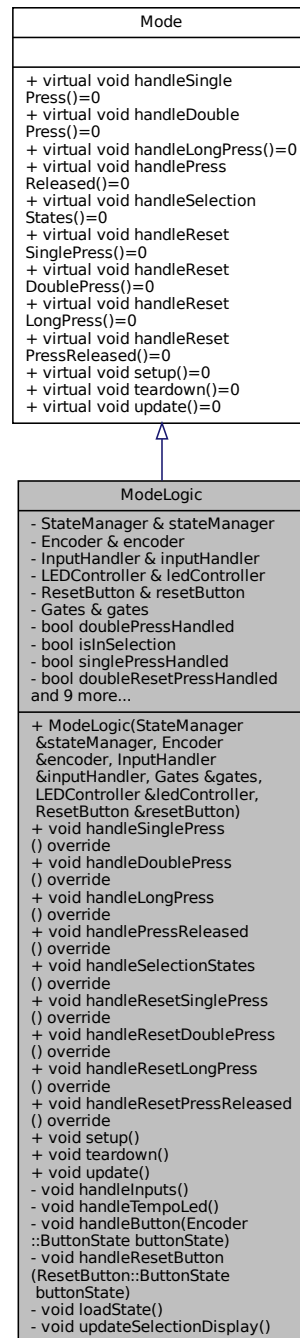 Mode
+ virtual void handleSingle
Press()=0
+ virtual void handleDouble
Press()=0
+ virtual void handleLongPress()=0
+ virtual void handlePress
Released()=0
+ virtual void handleSelection
States()=0
+ virtual void handleReset
SinglePress()=0
+ virtual void handleReset
DoublePress()=0
+ virtual void handleReset
LongPress()=0
+ virtual void handleReset
PressReleased()=0
+ virtual void setup()=0
+ virtual void teardown()=0
+ virtual void update()=0
ModeLogic
- StateManager & stateManager
- Encoder & encoder
- InputHandler & inputHandler
- LEDController & ledController
- ResetButton & resetButton
- Gates & gates
- bool doublePressHandled
- bool isInSelection
- bool singlePressHandled
- bool doubleResetPressHandled
and 9 more...
+ ModeLogic(StateManager
&stateManager, Encoder
&encoder, InputHandler
&inputHandler, Gates &gates,
LEDController &ledController,
ResetButton &resetButton)
+ void handleSinglePress
() override
+ void handleDoublePress
() override
+ void handleLongPress
() override
+ void handlePressReleased
() override
+ void handleSelectionStates
() override
+ void handleResetSinglePress
() override
+ void handleResetDoublePress
() override
+ void handleResetLongPress
() override
+ void handleResetPressReleased
() override
+ void setup()
+ void teardown()
+ void update()
- void handleInputs()
- void handleTempoLed()
- void handleButton(Encoder
::ButtonState buttonState)
- void handleResetButton
(ResetButton::ButtonState
buttonState)
- void loadState()
- void updateSelectionDisplay()